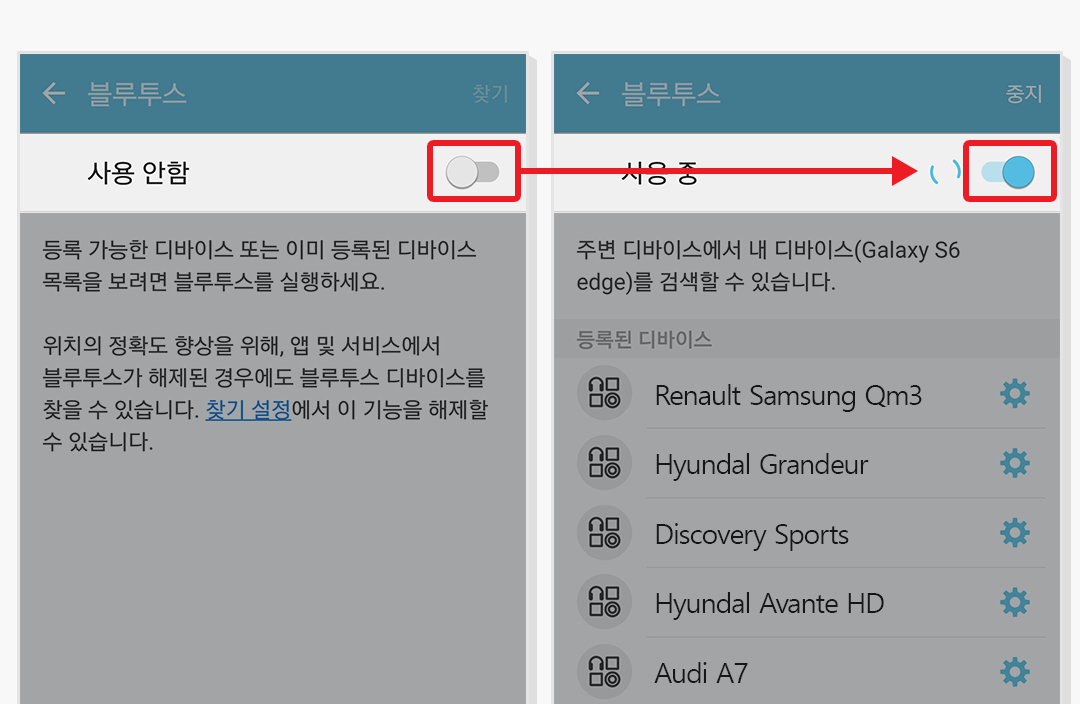 블루투스
찾기
사용 안함
등록 가능한 디바이스 또는 이미 등록된 디바이스
목록을 보려면 블루투스를 실행하세요.
위치의 정확도 향상을 위해, 앱 및 서비스에서
블루투스가 해제된 경우에도 블루투스 디바이스를
찾을 수 있습니다. 찾기 설정에서 이 기능을 해제할
수 있습니다.
블루투스
중지
사용 중
주변 디바이스에서 내 디바이스(Galaxy S6
edge)를 검색할 수 있습니다.
등록된 디바이스
Renault Samsung Qm3
Hyundal Grandeur
Discovery Sports
Hyundal Avante HD
Audi A7